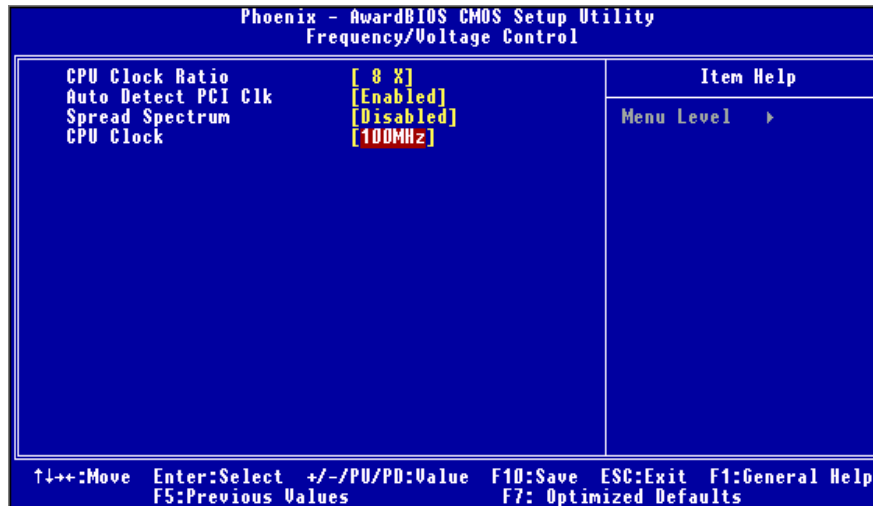 Phoenix - AwardBIOS CMOS Setup Utility
Frequency/Voltage Control
CPU Clock Ratio [ 8 X]
Auto Detect PCI Clk [Enabled]
Spread Spectrum [Disabled]
CPU Clock [100MHz]
Item Help
Menu Level ▸
↑↓→←:Move Enter:Select +/-/PU/PD:Value F10:Save ESC:Exit F1:General Help
F5:Previous Values F7: Optimized Defaults